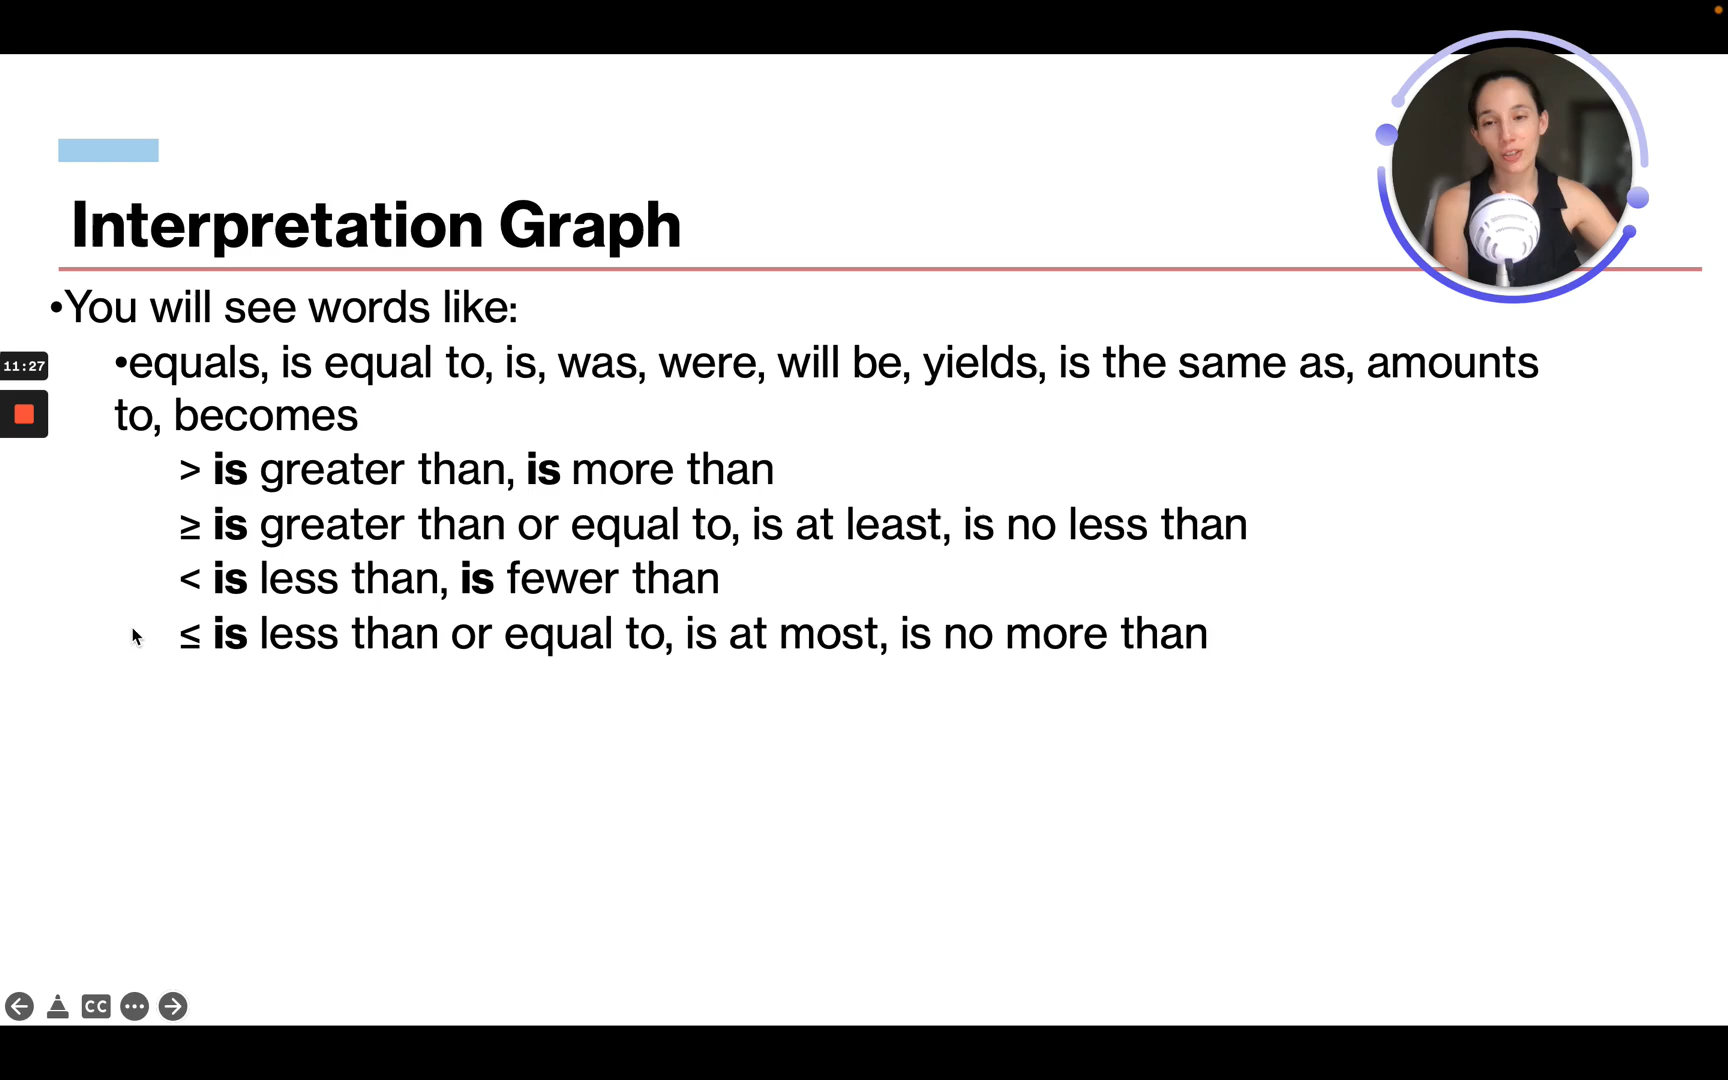 Interpretation Graph
•You will see words like:
11:27
•equals, is equal to, is, was, were, will be, yields, is the same as, amounts
to, becomes
> is greater than, is more than
≥ is greater than or equal to, is at least, is no less than
< is less than, is fewer than
≤ is less than or equal to, is at most, is no more than
CC